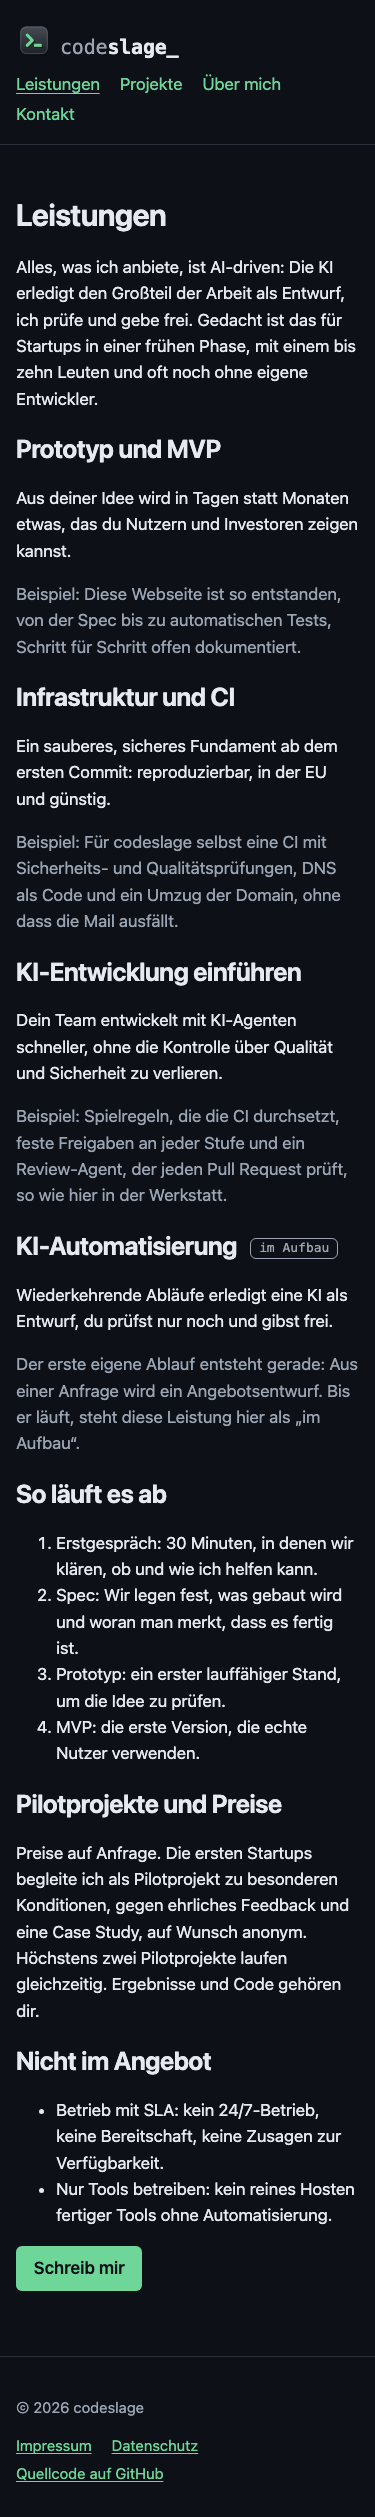 codeslage_
Leistungen Projekte Über mich
Kontakt
Leistungen
Alles, was ich anbiete, ist AI-driven: Die KI
erledigt den Großteil der Arbeit als Entwurf,
ich prüfe und gebe frei. Gedacht ist das für
Startups in einer frühen Phase, mit einem bis
zehn Leuten und oft noch ohne eigene
Entwickler.
Prototyp und MVP
Aus deiner Idee wird in Tagen statt Monaten
etwas, das du Nutzern und Investoren zeigen
kannst.
Beispiel: Diese Webseite ist so entstanden,
von der Spec bis zu automatischen Tests,
Schritt für Schritt offen dokumentiert.
Infrastruktur und CI
Ein sauberes, sicheres Fundament ab dem
ersten Commit: reproduzierbar, in der EU
und günstig.
Beispiel: Für codeslage selbst eine CI mit
Sicherheits- und Qualitätsprüfungen, DNS
als Code und ein Umzug der Domain, ohne
dass die Mail ausfällt.
KI-Entwicklung einführen
Dein Team entwickelt mit KI-Agenten
schneller, ohne die Kontrolle über Qualität
und Sicherheit zu verlieren.
Beispiel: Spielregeln, die die CI durchsetzt,
feste Freigaben an jeder Stufe und ein
Review-Agent, der jeden Pull Request prüft,
so wie hier in der Werkstatt.
KI-Automatisierung im Aufbau
Wiederkehrende Abläufe erledigt eine KI als
Entwurf, du prüfst nur noch und gibst frei.
Der erste eigene Ablauf entsteht gerade: Aus
einer Anfrage wird ein Angebotsentwurf. Bis
er läuft, steht diese Leistung hier als „im
Aufbau“.
So läuft es ab
1. Erstgespräch: 30 Minuten, in denen wir
klären, ob und wie ich helfen kann.
2. Spec: Wir legen fest, was gebaut wird
und woran man merkt, dass es fertig
ist.
3. Prototyp: ein erster lauffähiger Stand,
um die Idee zu prüfen.
4. MVP: die erste Version, die echte
Nutzer verwenden.
Pilotprojekte und Preise
Preise auf Anfrage. Die ersten Startups
begleite ich als Pilotprojekt zu besonderen
Konditionen, gegen ehrliches Feedback und
eine Case Study, auf Wunsch anonym.
Höchstens zwei Pilotprojekte laufen
gleichzeitig. Ergebnisse und Code gehören
dir.
Nicht im Angebot
• Betrieb mit SLA: kein 24/7-Betrieb,
keine Bereitschaft, keine Zusagen zur
Verfügbarkeit.
• Nur Tools betreiben: kein reines Hosten
fertiger Tools ohne Automatisierung.
Schreib mir
© 2026 codeslage
Impressum Datenschutz
Quellcode auf GitHub